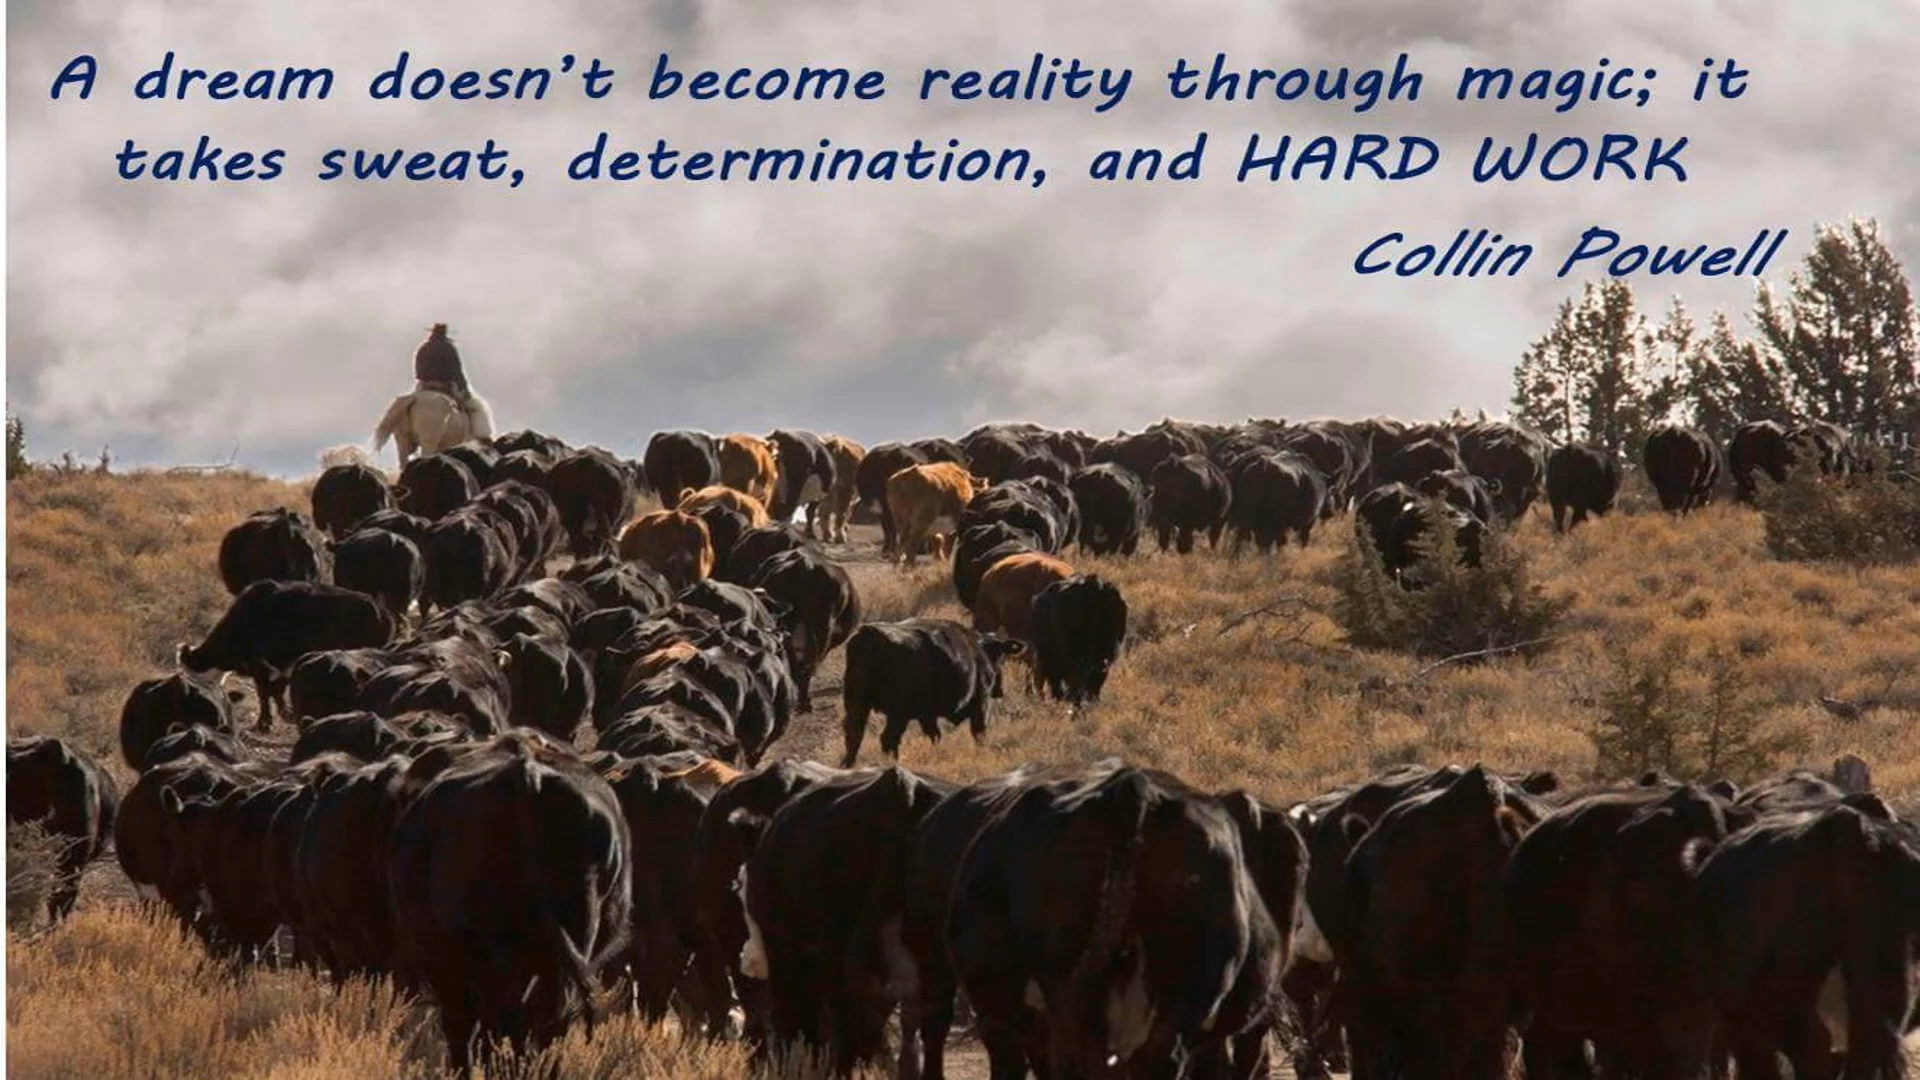 A dream doesn’t become reality through magic; it
takes sweat, determination, and HARD WORK
Collin Powell